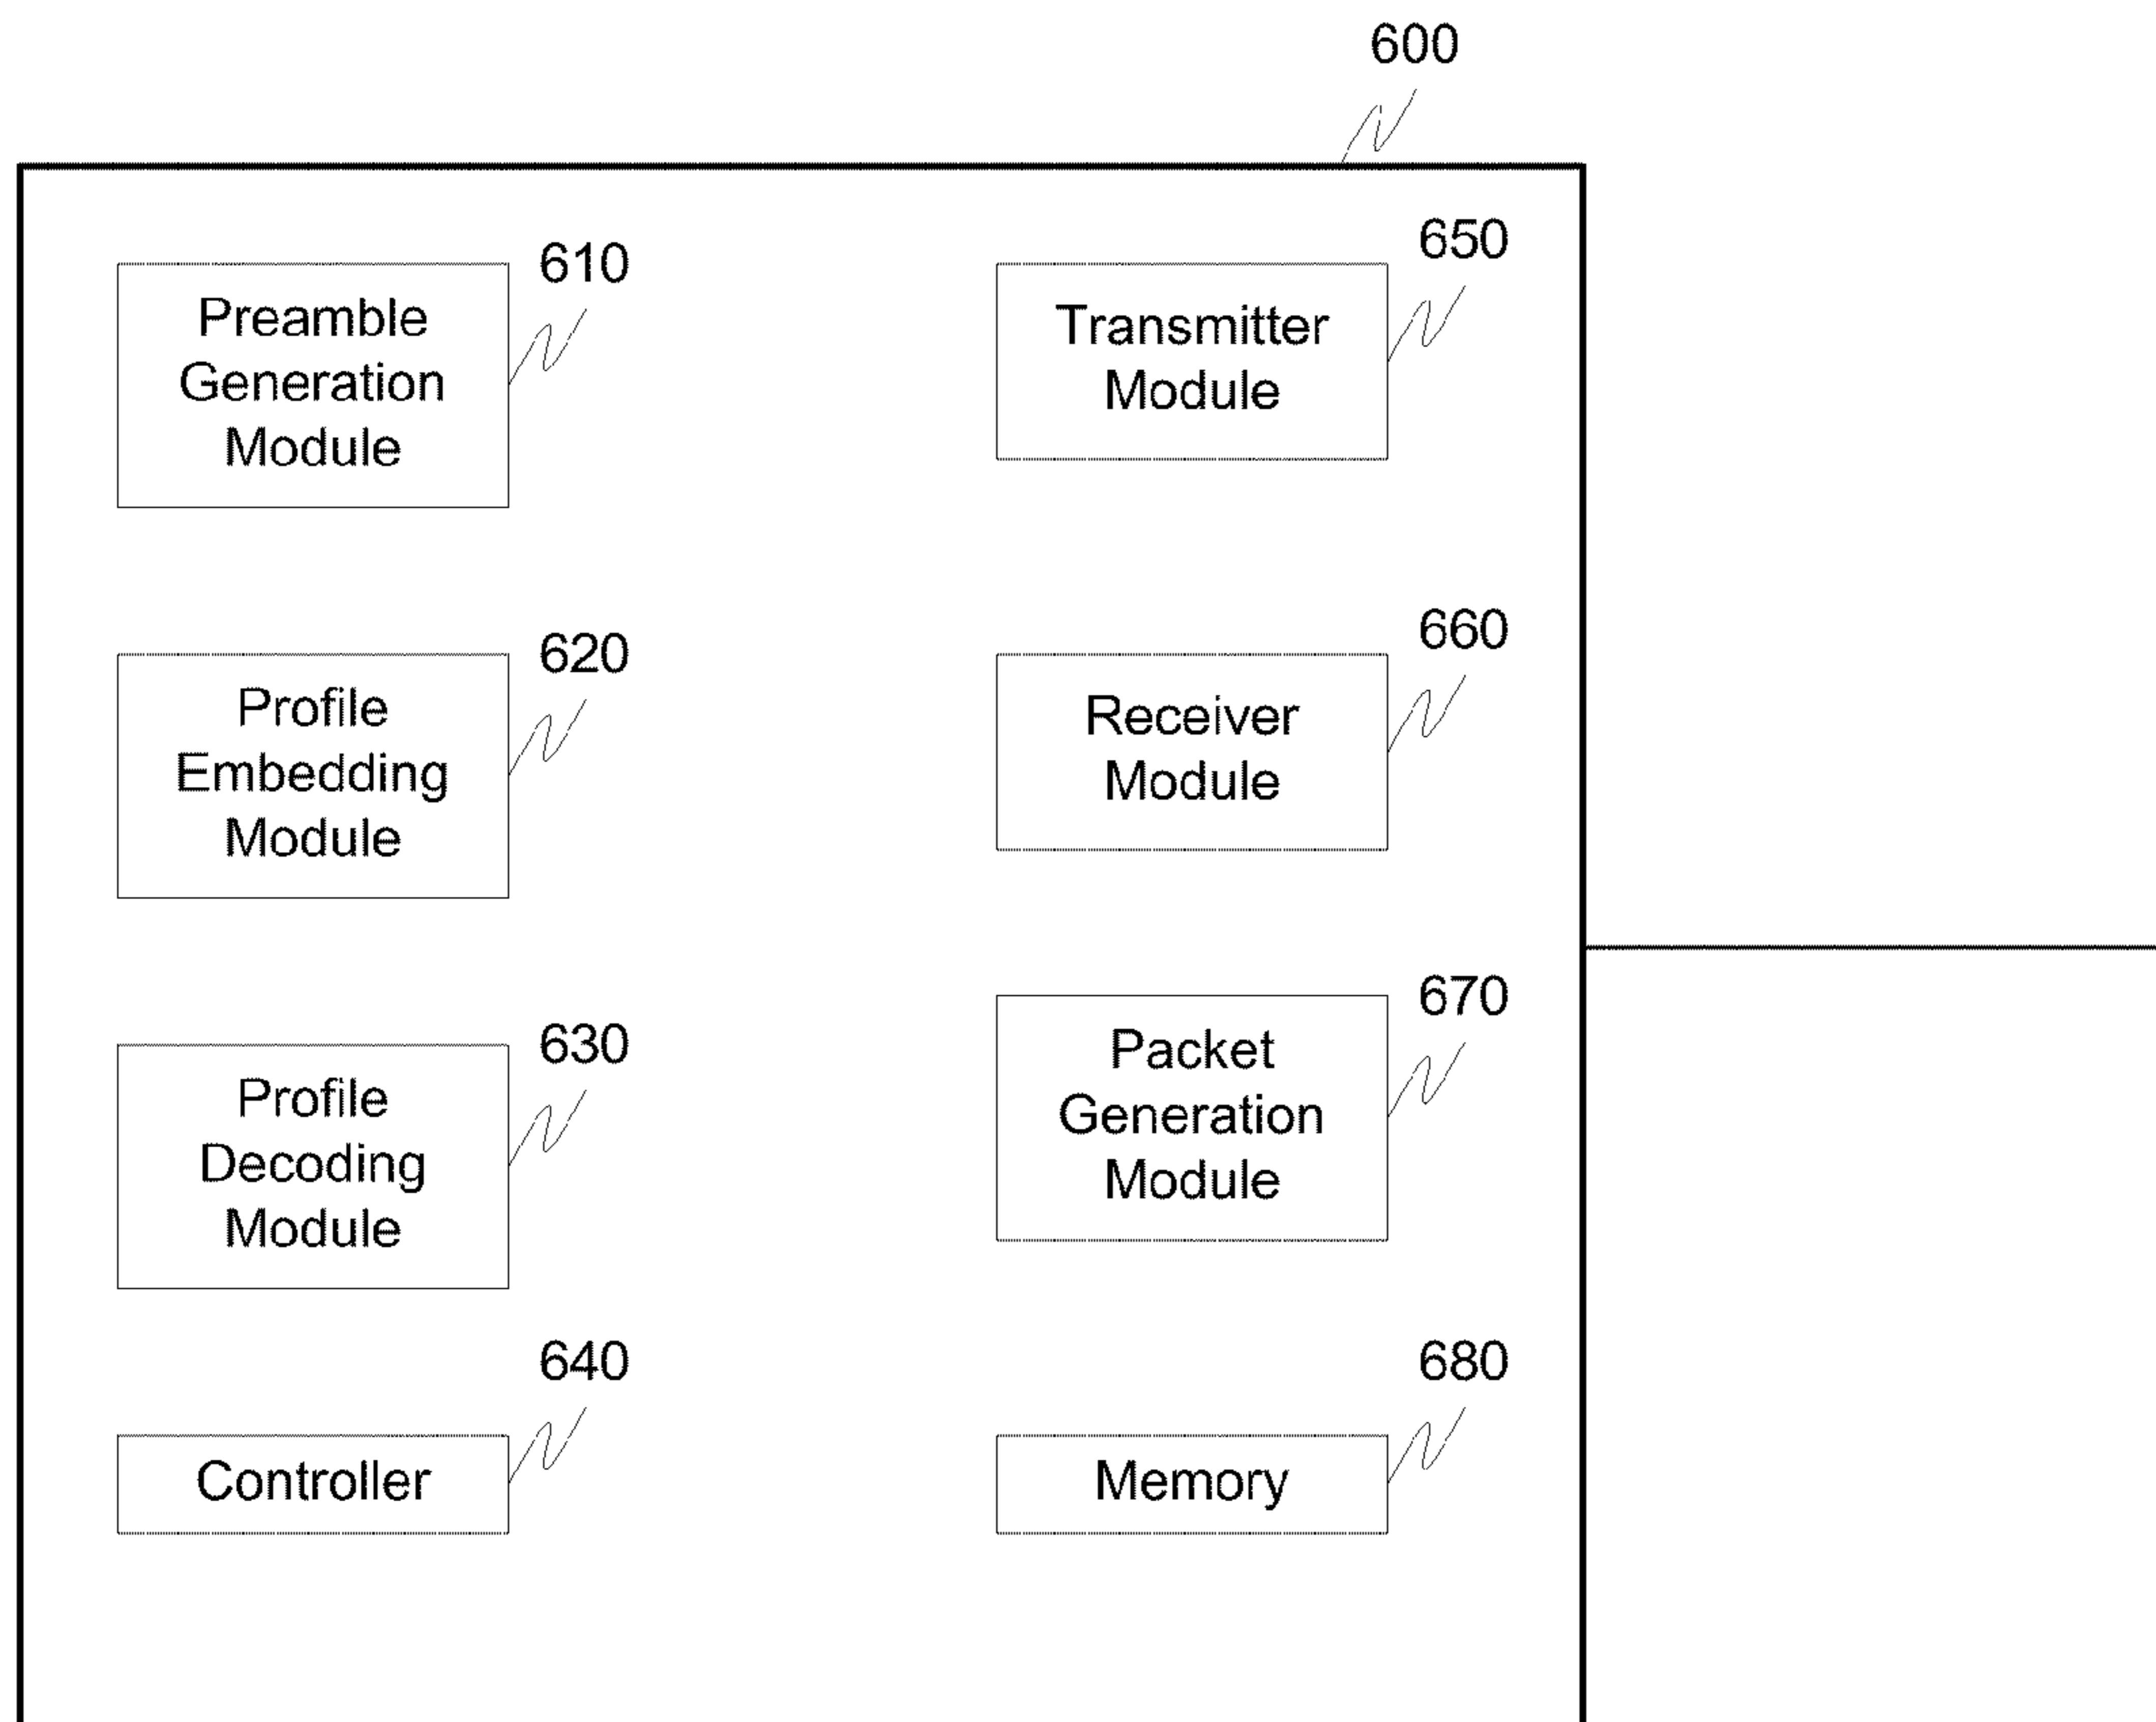 600
610
Preamble
Generation
Module
650
Transmitter
Module
620
Profile
Embedding
Module
660
Receiver
Module
630
Profile
Decoding
Module
670
Packet
Generation
Module
640
Controller
680
Memory